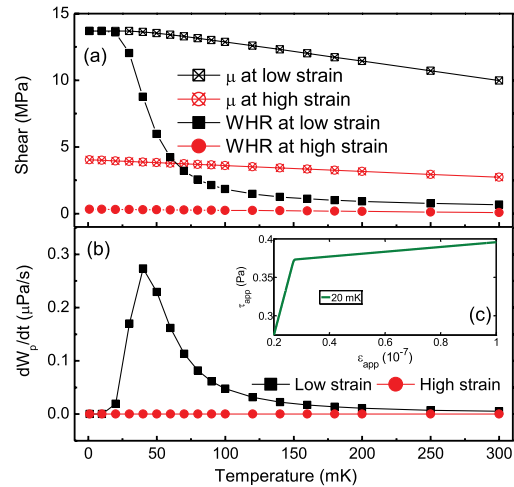 15
10
5
0
Shear (MPa)
(a)
μ at low strain
μ at high strain
WHR at low strain
WHR at high strain
(b)
0.3
0.2
0.1
0.0
dWp/dt (μPa/s)
0.4
0.35
0.3
τapp (Pa)
20 mK
(c)
0.2 0.4 0.6 0.8 1
εapp (10-7)
Low strain High strain
0 50 100 150 200 250 300
Temperature (mK)